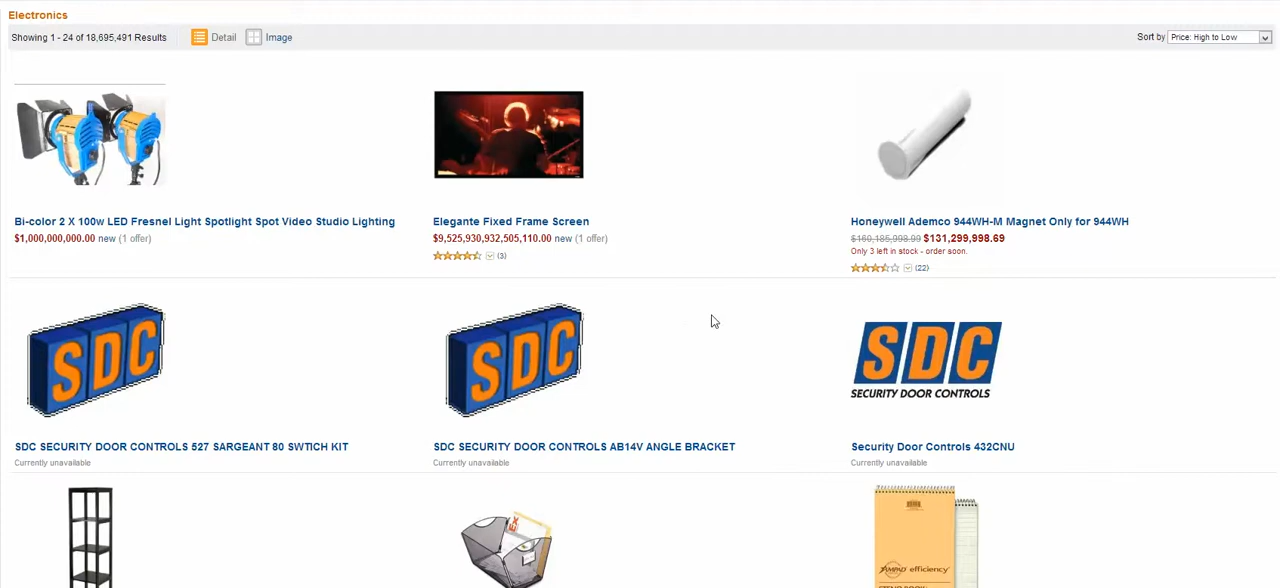 Electronics
Showing 1 - 24 of 18,695,491 Results
Detail
Image
Sort by
Price: High to Low
Bi-color 2 X 100w LED Fresnel Light Spotlight Spot Video Studio Lighting
$1,000,000,000.00 new (1 offer)
Elegante Fixed Frame Screen
$9,525,930,932,505,110.00 new (1 offer)
(3)
Honeywell Ademco 944WH-M Magnet Only for 944WH
$160,185,998.99 $131,299,998.69
Only 3 left in stock - order soon.
(22)
SDC
SDC
SDC
SECURITY DOOR CONTROLS
SDC SECURITY DOOR CONTROLS 527 SARGEANT 80 SWTICH KIT
Currently unavailable
SDC SECURITY DOOR CONTROLS AB14V ANGLE BRACKET
Currently unavailable
Security Door Controls 432CNU
Currently unavailable
EX
AMPAD efficiency
STENO BOOK